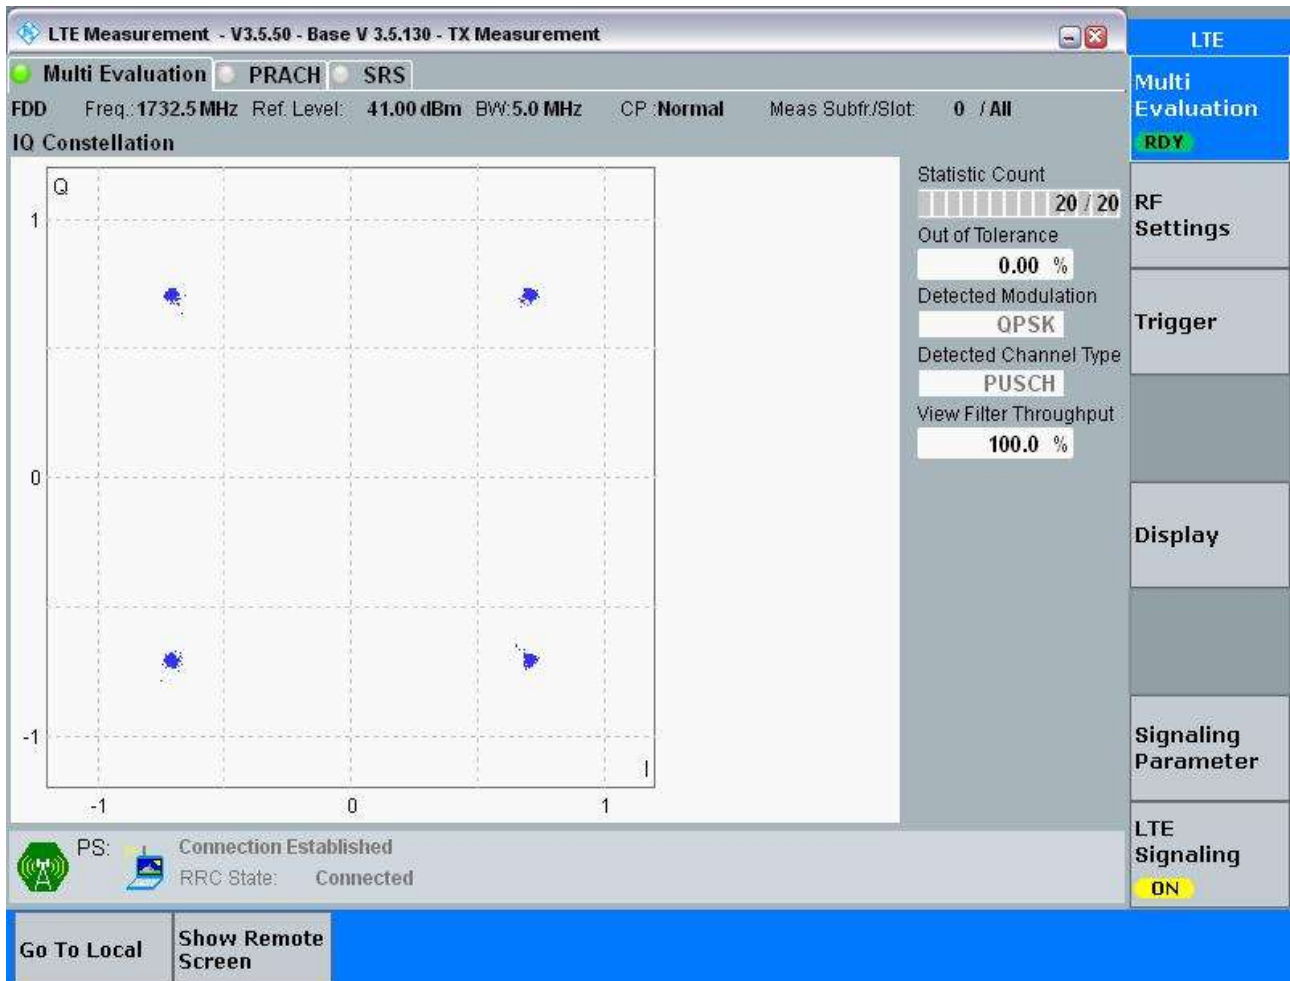 LTE Measurement - V3.5.50 - Base V 3.5.130 - TX Measurement
LTE
Multi Evaluation PRACH SRS
FDD Freq.: 1732.5 MHz Ref. Level: 41.00 dBm BW: 5.0 MHz CP : Normal Meas Subfr./Slot: 0 / All
IQ Constellation
Q
1
0
-1
I
-1 0 1
Statistic Count
20 / 20
Out of Tolerance
0.00 %
Detected Modulation
QPSK
Detected Channel Type
PUSCH
View Filter Throughput
100.0 %
Multi
Evaluation
RDY
RF
Settings
Trigger
Display
Signaling
Parameter
LTE
Signaling
ON
PS: Connection Established
RRC State: Connected
Go To Local
Show Remote
Screen